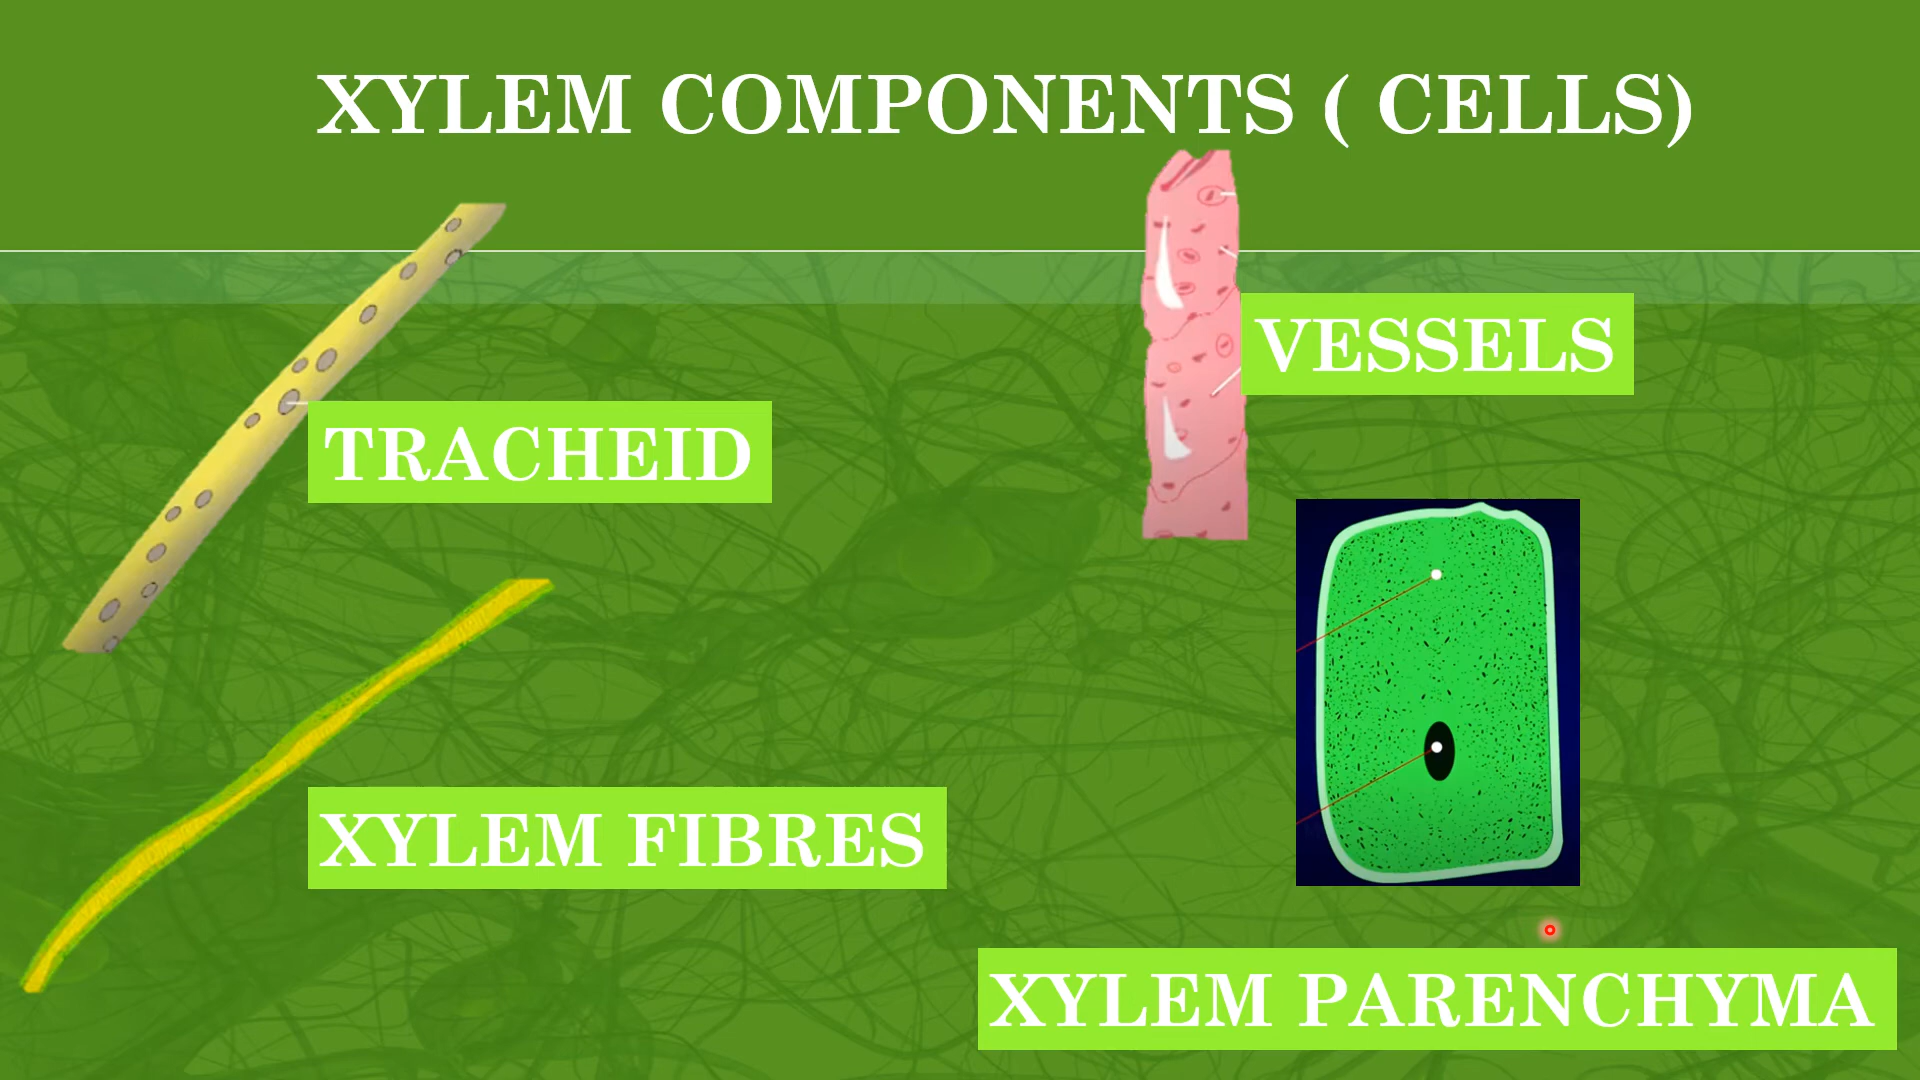 XYLEM COMPONENTS ( CELLS)
VESSELS
TRACHEID
XYLEM FIBRES
XYLEM PARENCHYMA